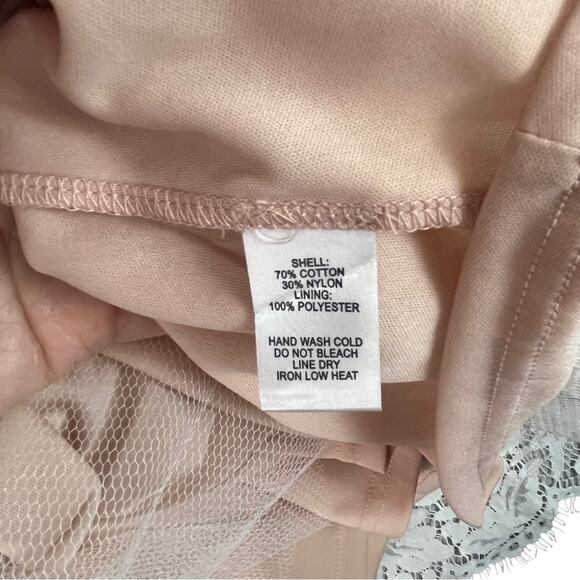 SHELL:
70% COTTON
30% NYLON
LINING:
100% POLYESTER
HAND WASH COLD
DO NOT BLEACH
LINE DRY
IRON LOW HEAT